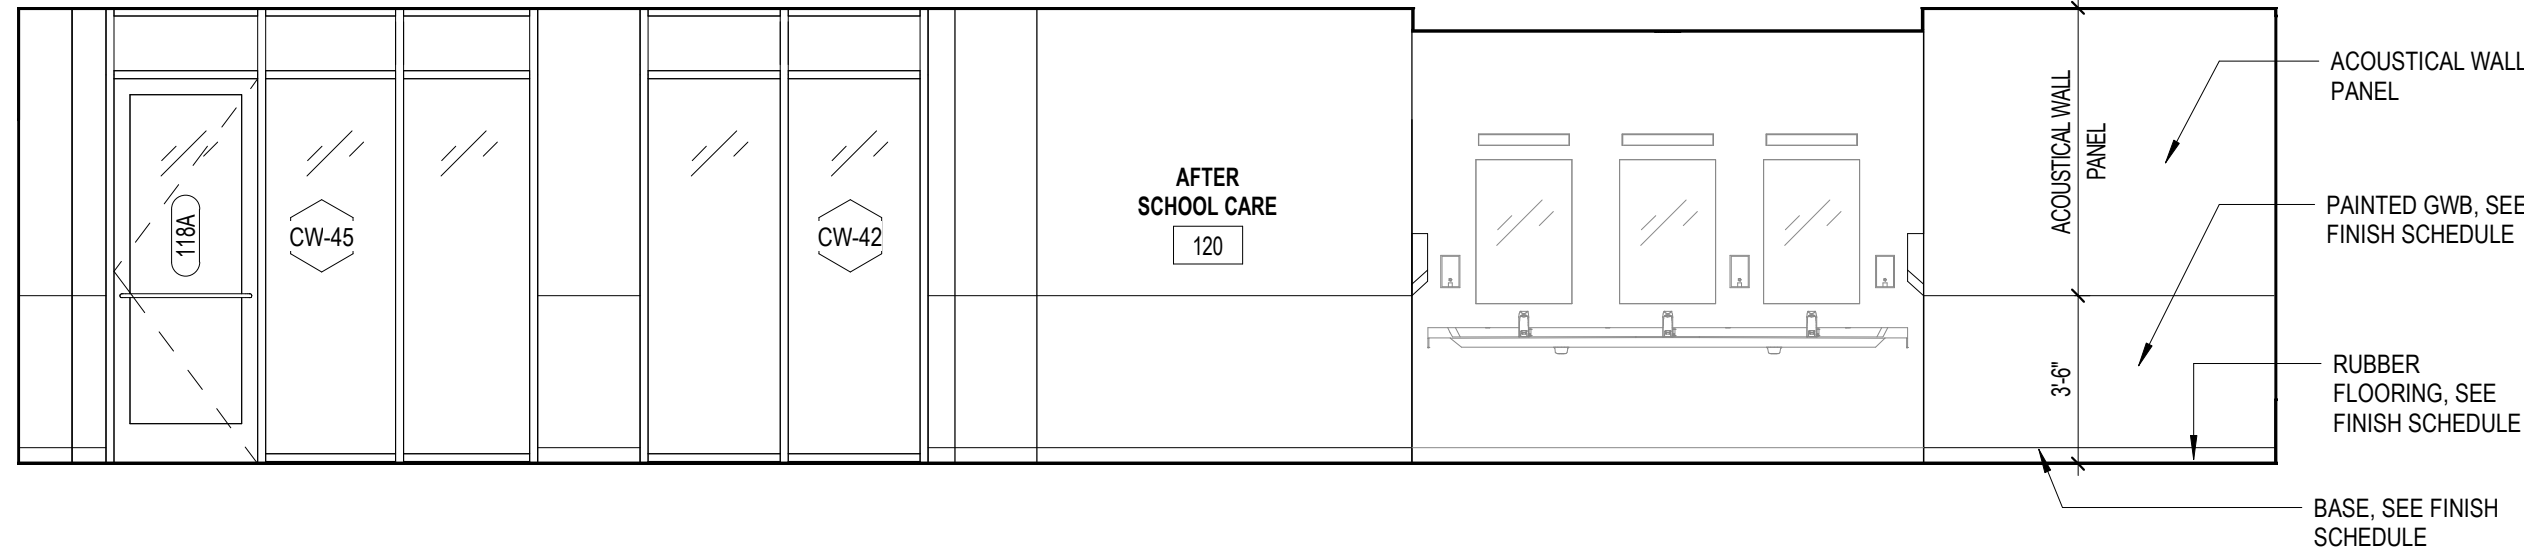 118A
CW-45
CW-42
AFTER
SCHOOL CARE
120
ACOUSTICAL WALL
PANEL
3'-6"
ACOUSTICAL WALL
PANEL
PAINTED GWB, SEE
FINISH SCHEDULE
RUBBER
FLOORING, SEE
FINISH SCHEDULE
BASE, SEE FINISH
SCHEDULE